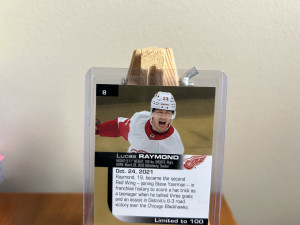 8
Lucas RAYMOND
Oct. 24, 2021
Raymond, 19, became the second
Red Wing – joining Steve Yzerman – in
franchise history to score a hat trick as
a teenager when he tallied three goals
and an assist in Detroit's 6-3 road
victory over the Chicago Blackhawks.
Limited to 100